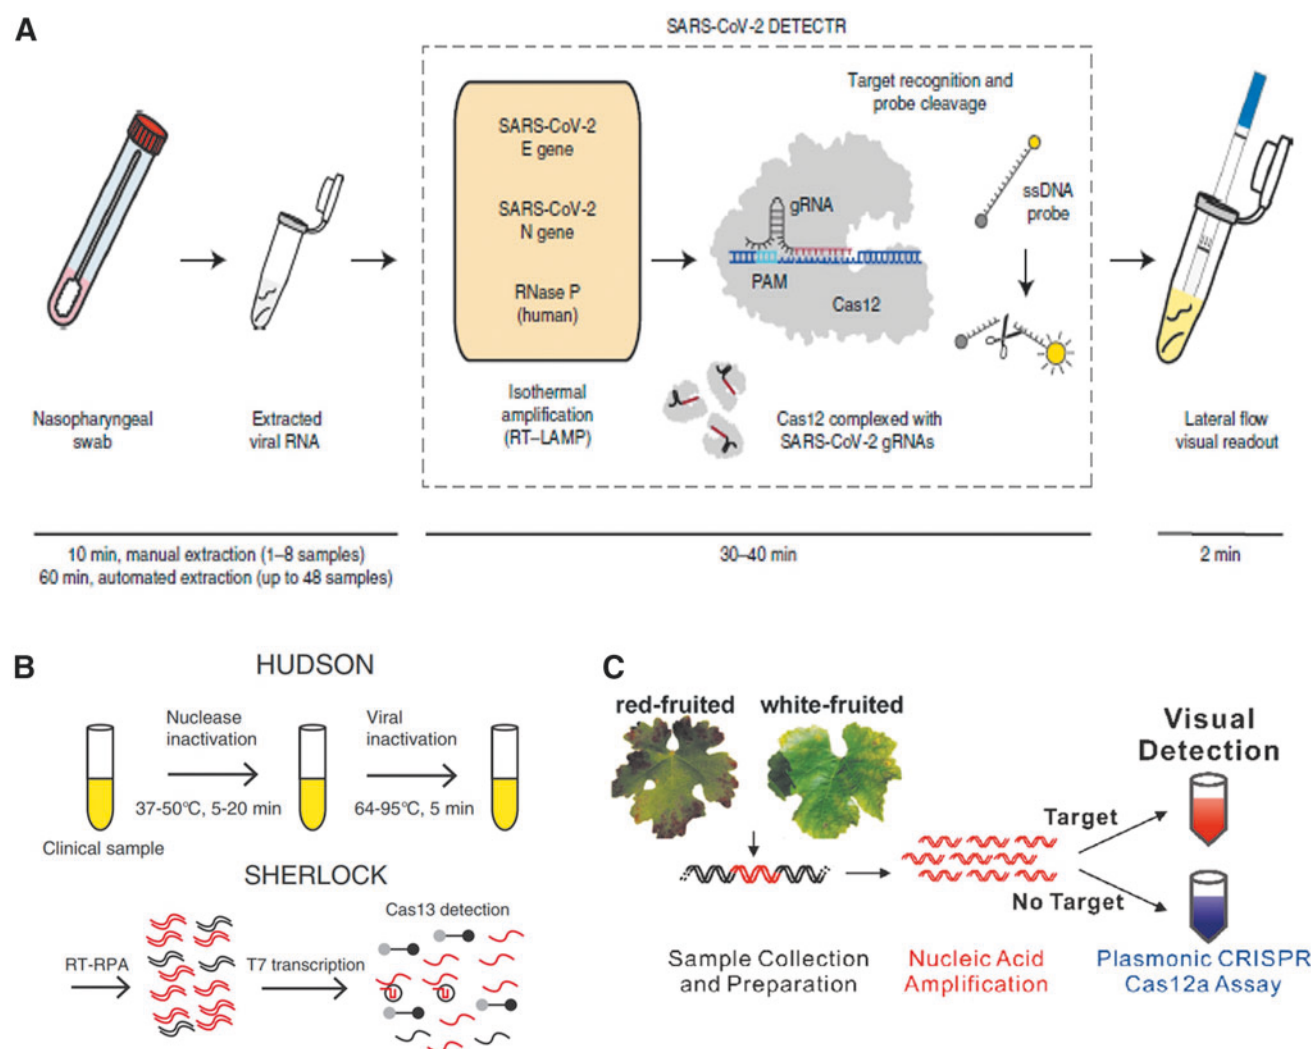 A
SARS-CoV-2 DETECTR
SARS-CoV-2
E gene
SARS-CoV-2
N gene
RNase P
(human)
Isothermal
amplification
(RT–LAMP)
Target recognition and
probe cleavage
gRNA
PAM
Cas12
ssDNA
probe
Cas12 complexed with
SARS-CoV-2 gRNAs
Nasopharyngeal
swab
Extracted
viral RNA
Lateral flow
visual readout
10 min, manual extraction (1–8 samples)
60 min, automated extraction (up to 48 samples)
30–40 min
2 min
B
HUDSON
Nuclease
inactivation
37-50°C, 5-20 min
Viral
inactivation
64-95°C, 5 min
Clinical sample
SHERLOCK
RT-RPA
T7 transcription
Cas13 detection
C
red-fruited
white-fruited
Visual
Detection
Target
No Target
Sample Collection
and Preparation
Nucleic Acid
Amplification
Plasmonic CRISPR
Cas12a Assay